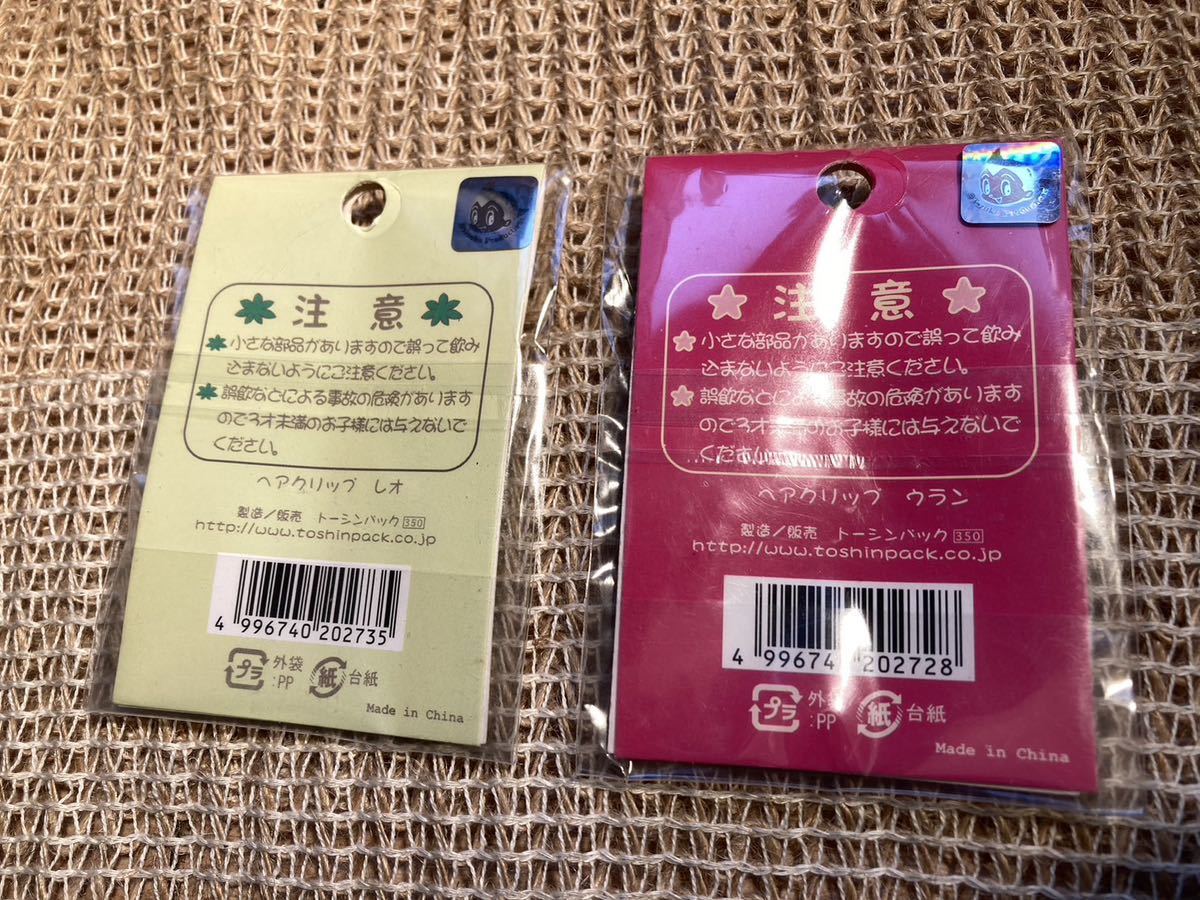 Tezuka Productions
注意
小さな部品がありますので誤って飲み
込まないようにご注意ください。
誤飲などによる事故の危険があります
ので3才未満のお子様には与えないで
ください。
ヘアクリップ レオ
製造/販売 トーシンパック 350
http://www.toshinpack.co.jp
4 996740 202735
プラ 外袋
:PP
紙 台紙
Made in China
Tezuka Productions
注意
小さな部品がありますので誤って飲み
込まないようにご注意ください。
誤飲などによる事故の危険があります
ので3才未満のお子様には与えないで
くださ
ヘアクリップ ウラン
製造/販売 トーシンパック 350
http://www.toshinpack.co.jp
4 99674 202728
プラ 外袋
:PP
紙 台紙
Made in China